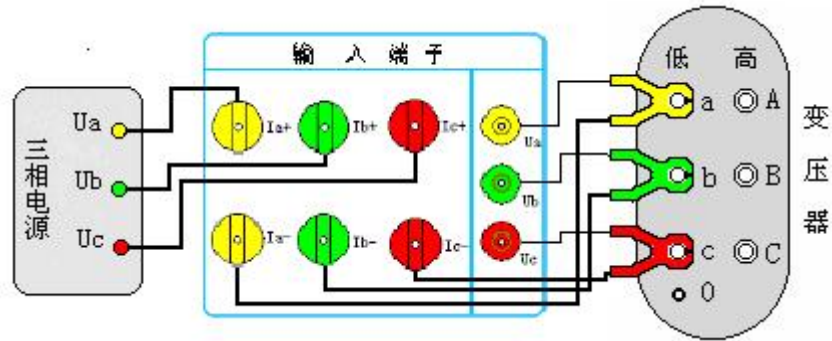 输入端子
低 高
三相电源
Ua
Ub
Uc
Ia+ Ib+ Ic+
Ua
Ub
Ia- Ib- Ic-
Uc
a A
b B
c C
0
变压器